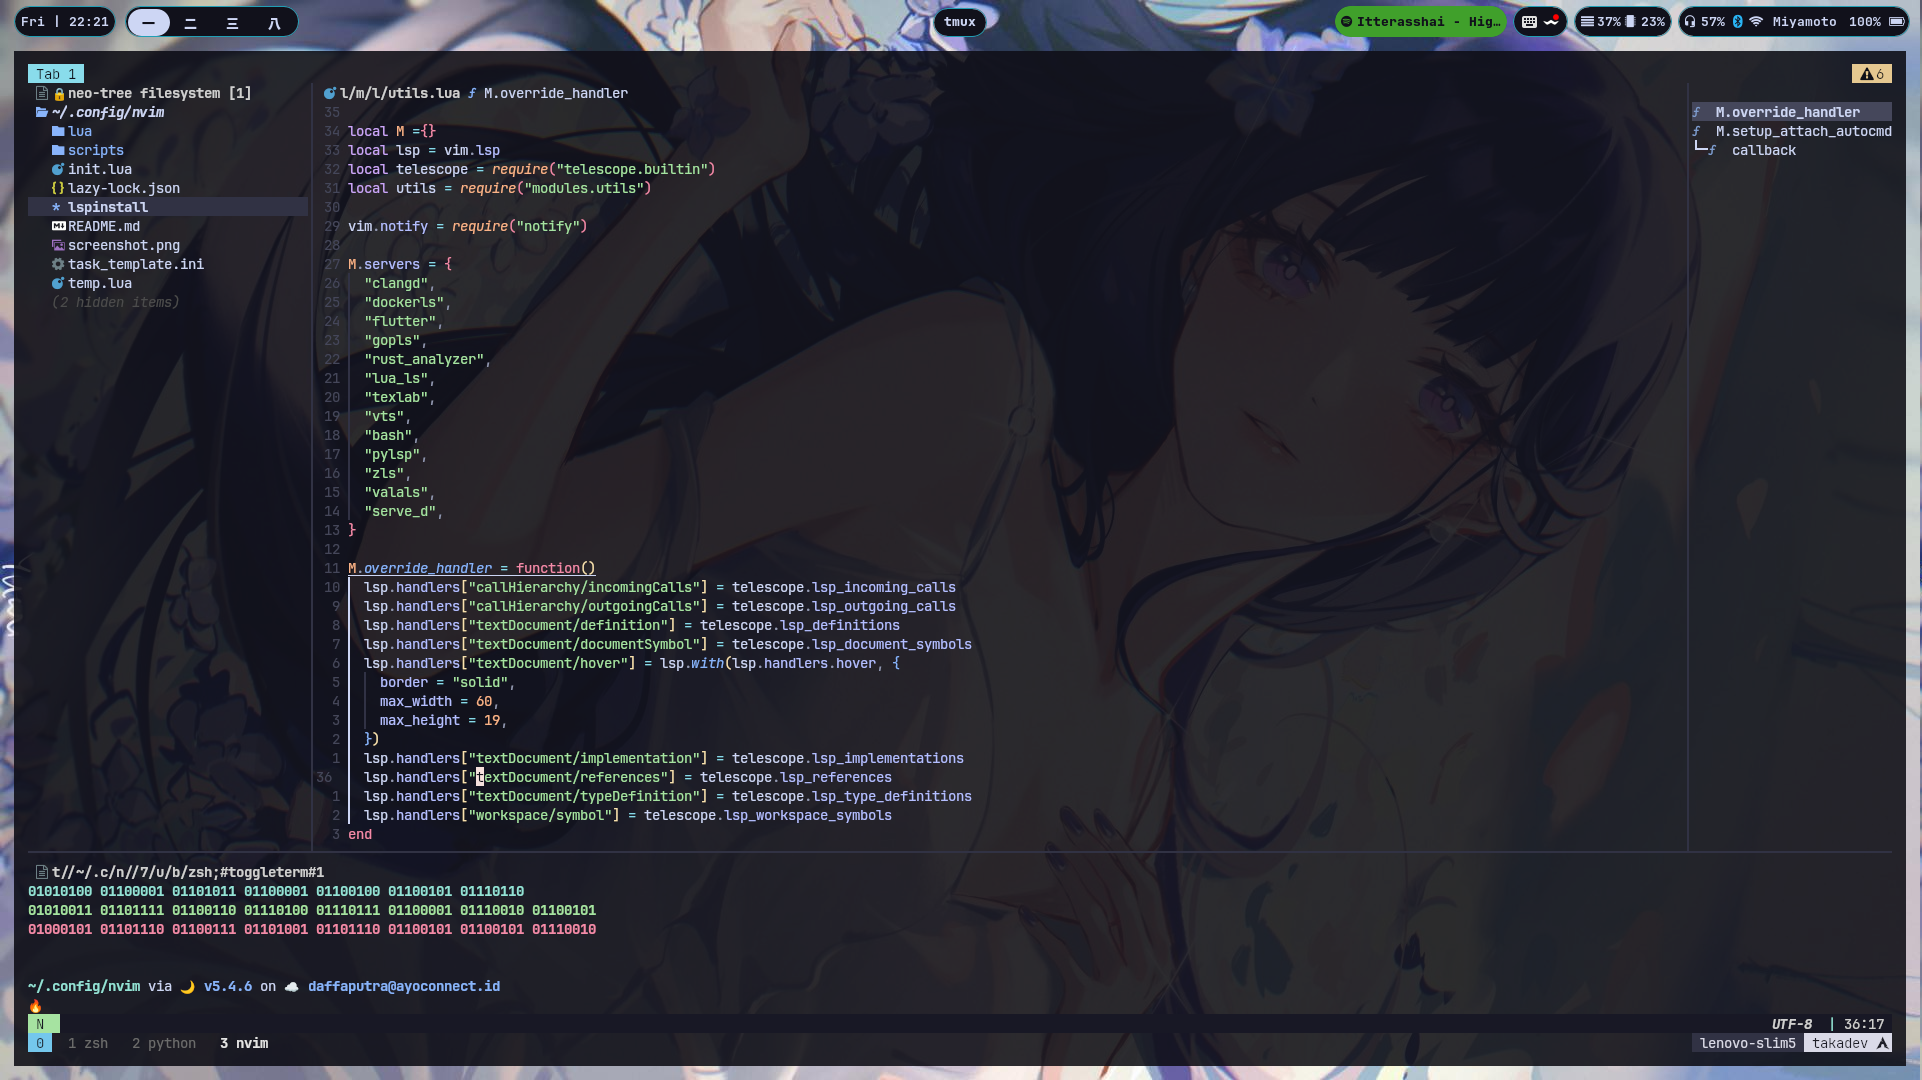 Fri | 22:21
一 二 三 八
tmux
Itterasshai - Hig…
37% 23%
57% Miyamoto 100%
Tab 1
6
neo-tree filesystem [1]
~/.config/nvim
lua
scripts
init.lua
lazy-lock.json
lspinstall
README.md
screenshot.png
task_template.ini
temp.lua
(2 hidden items)
l/m/l/utils.lua ƒ M.override_handler
35
34 local M ={}
33 local lsp = vim.lsp
32 local telescope = require("telescope.builtin")
31 local utils = require("modules.utils")
30
29 vim.notify = require("notify")
28
27 M.servers = {
26 "clangd",
25 "dockerls",
24 "flutter",
23 "gopls",
22 "rust_analyzer",
21 "lua_ls",
20 "texlab",
19 "vts",
18 "bash",
17 "pylsp",
16 "zls",
15 "valals",
14 "serve_d",
13 }
12
11 M.override_handler = function()
10 lsp.handlers["callHierarchy/incomingCalls"] = telescope.lsp_incoming_calls
9 lsp.handlers["callHierarchy/outgoingCalls"] = telescope.lsp_outgoing_calls
8 lsp.handlers["textDocument/definition"] = telescope.lsp_definitions
7 lsp.handlers["textDocument/documentSymbol"] = telescope.lsp_document_symbols
6 lsp.handlers["textDocument/hover"] = lsp.with(lsp.handlers.hover, {
5 border = "solid",
4 max_width = 60,
3 max_height = 19,
2 })
1 lsp.handlers["textDocument/implementation"] = telescope.lsp_implementations
36 lsp.handlers["textDocument/references"] = telescope.lsp_references
1 lsp.handlers["textDocument/typeDefinition"] = telescope.lsp_type_definitions
2 lsp.handlers["workspace/symbol"] = telescope.lsp_workspace_symbols
3 end
ƒ M.override_handler
ƒ M.setup_attach_autocmd
ƒ callback
t//~/.c/n//7/u/b/zsh;#toggleterm#1
01010100 01100001 01101011 01100001 01100100 01100101 01110110
01010011 01101111 01100110 01110100 01110111 01100001 01110010 01100101
01000101 01101110 01100111 01101001 01101110 01100101 01100101 01110010
~/.config/nvim via 🌙 v5.4.6 on ☁️ daffaputra@ayoconnect.id
🔥
N UTF-8 | 36:17
0 1 zsh 2 python 3 nvim lenovo-slim5 takadev